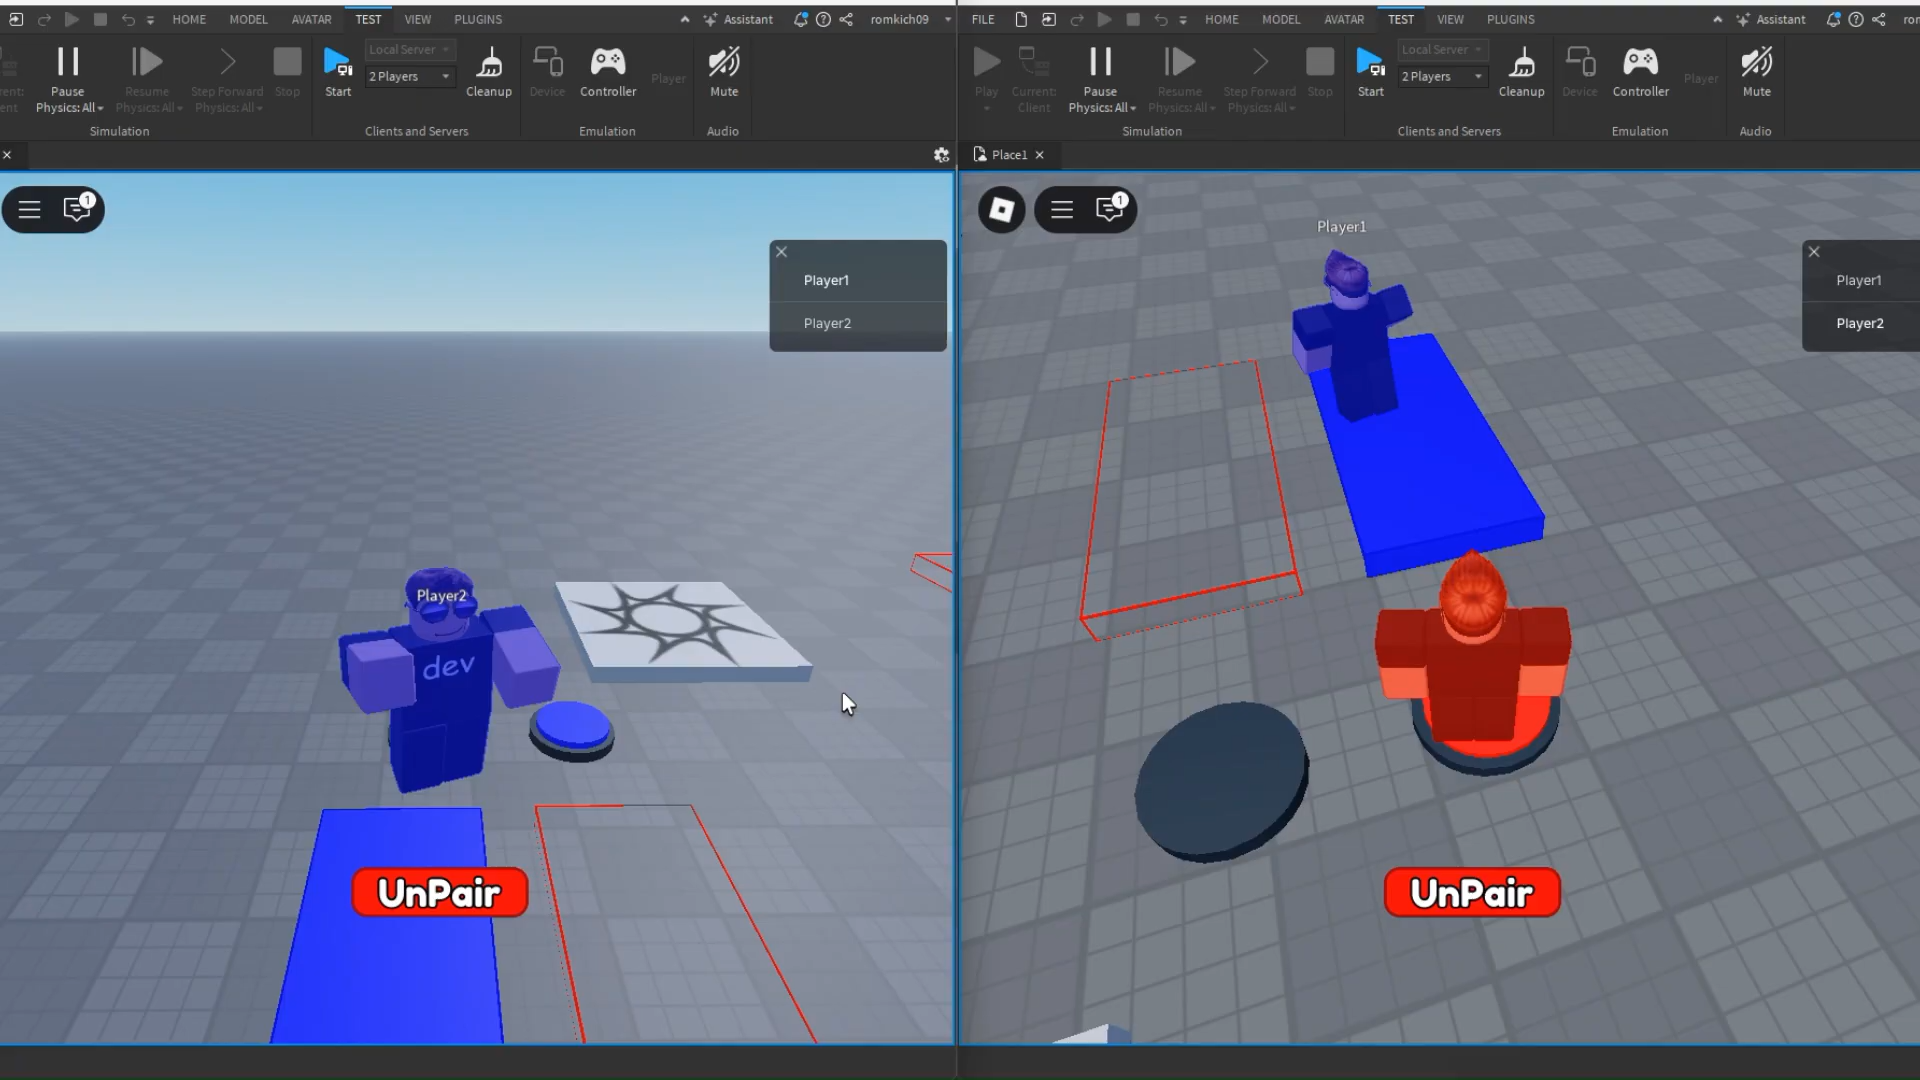 HOME MODEL AVATAR TEST VIEW PLUGINS Assistant romkich09
Pause
Physics: All
Resume
Physics: All
Step Forward
Physics: All
Stop
Start
Local Server
2 Players
Cleanup
Device
Controller
Player
Mute
Simulation
Clients and Servers
Emulation
Audio
1
Player1
Player2
Player2
dev
UnPair
FILE HOME MODEL AVATAR TEST VIEW PLUGINS Assistant
Play
Current:
Client
Pause
Physics: All
Resume
Physics: All
Step Forward
Physics: All
Stop
Start
Local Server
2 Players
Cleanup
Device
Controller
Player
Mute
Simulation
Clients and Servers
Emulation
Audio
Place1
1
Player1
Player1
Player2
UnPair